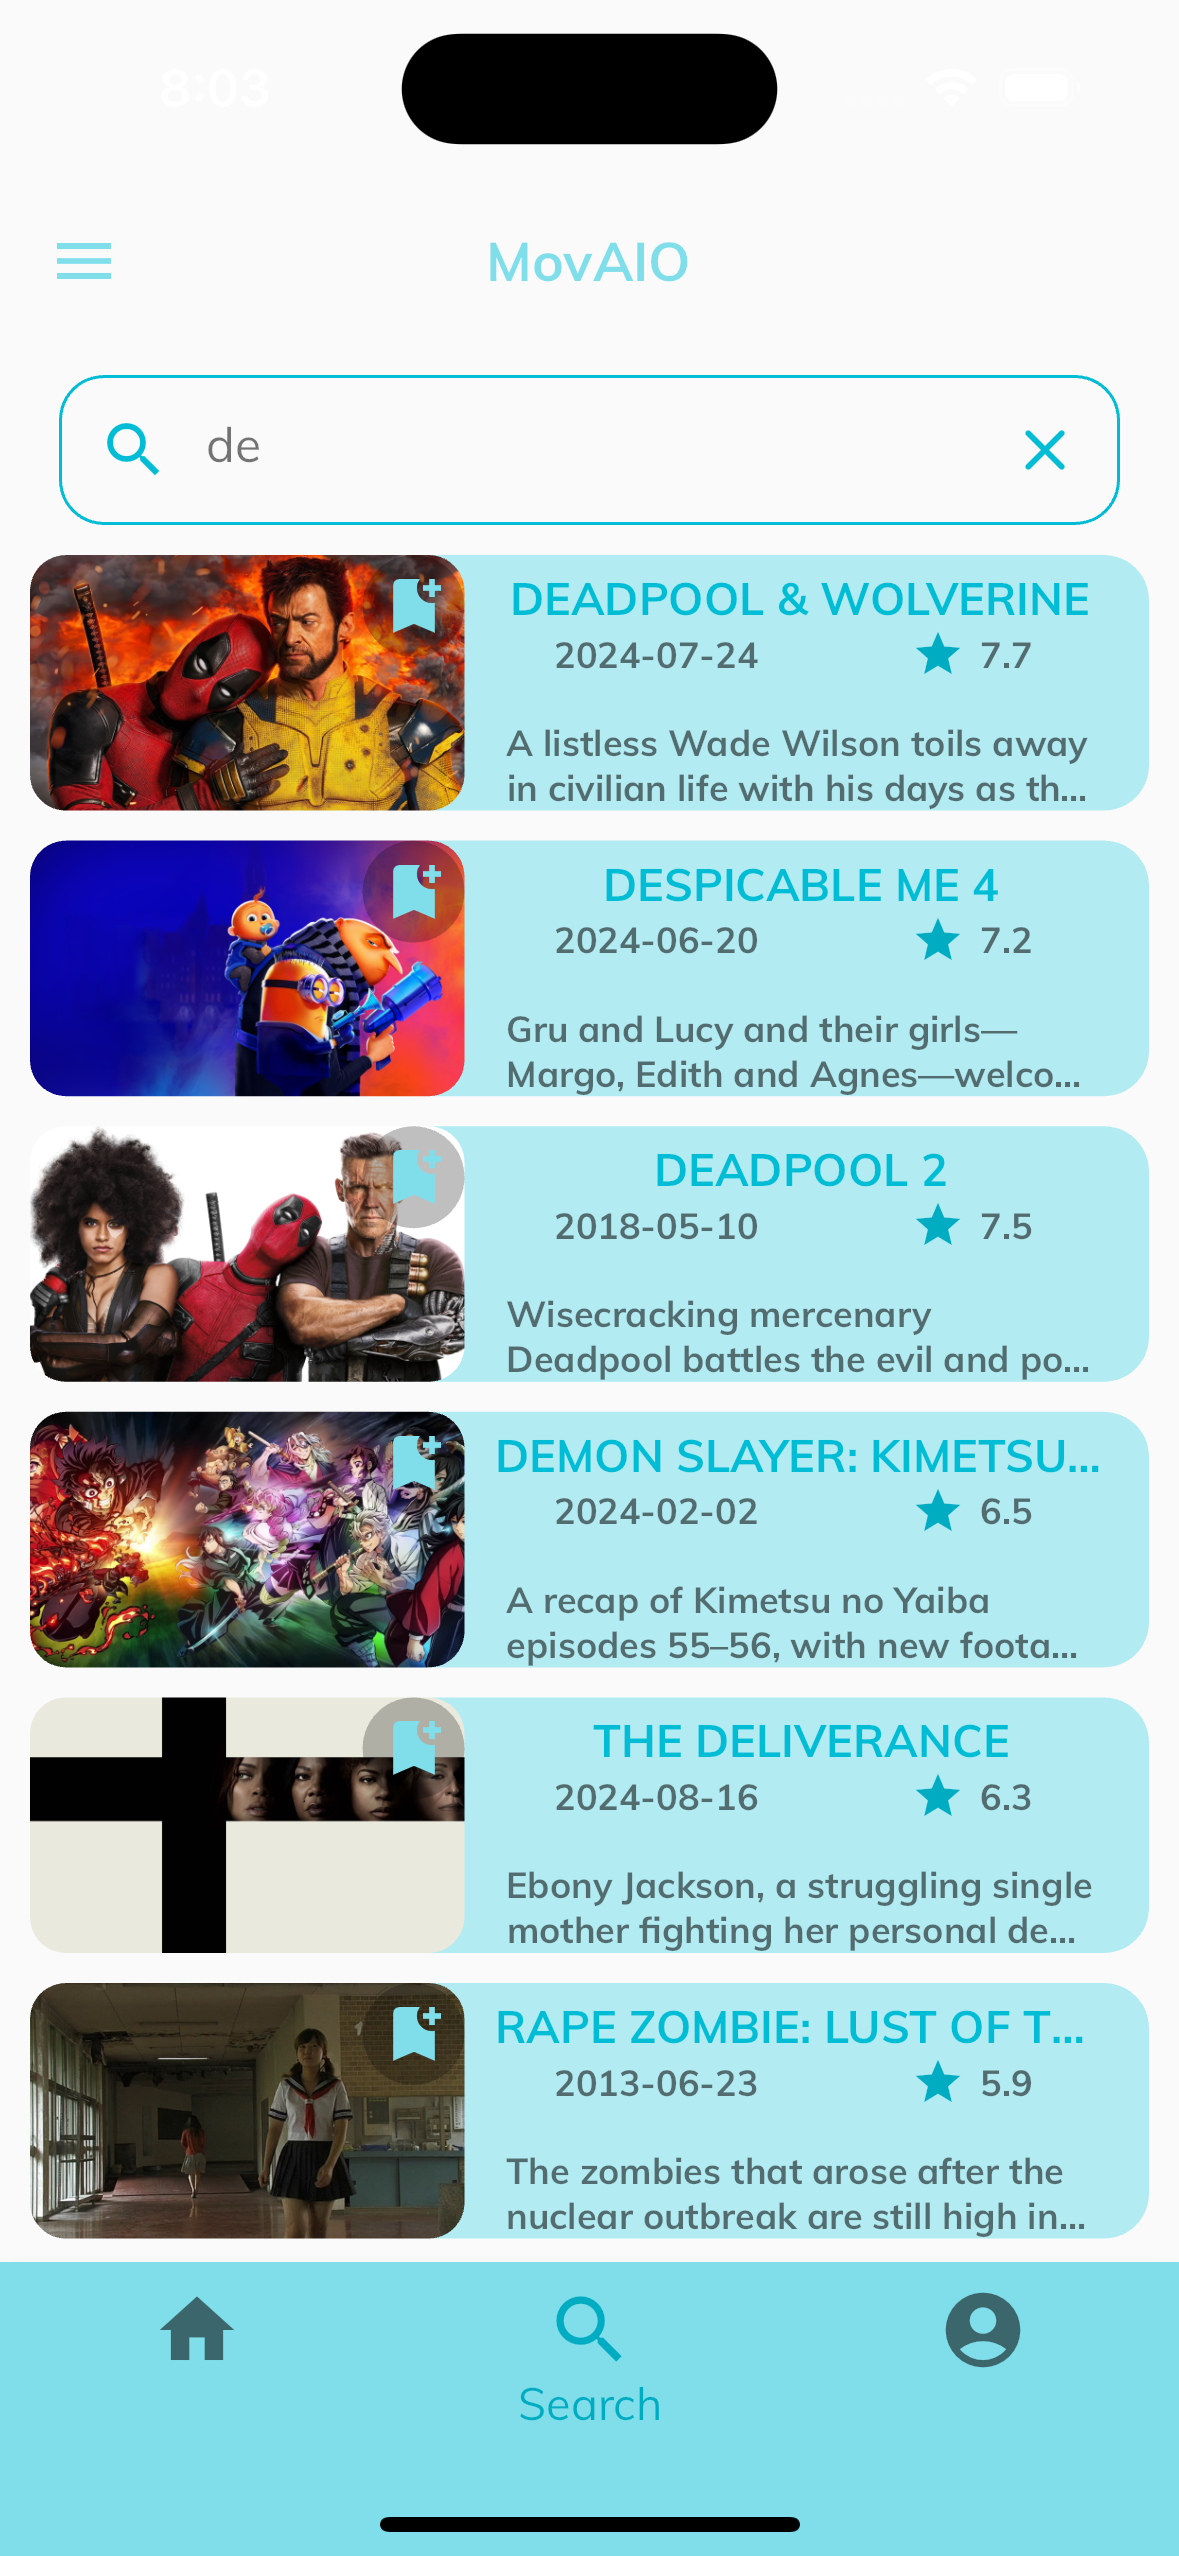 8:03
MovAIO
de
DEADPOOL & WOLVERINE
2024-07-24 7.7
A listless Wade Wilson toils away
in civilian life with his days as th...
DESPICABLE ME 4
2024-06-20 7.2
Gru and Lucy and their girls—
Margo, Edith and Agnes—welco...
DEADPOOL 2
2018-05-10 7.5
Wisecracking mercenary
Deadpool battles the evil and po...
DEMON SLAYER: KIMETSU...
2024-02-02 6.5
A recap of Kimetsu no Yaiba
episodes 55–56, with new foota...
THE DELIVERANCE
2024-08-16 6.3
Ebony Jackson, a struggling single
mother fighting her personal de...
RAPE ZOMBIE: LUST OF T...
2013-06-23 5.9
The zombies that arose after the
nuclear outbreak are still high in...
Search